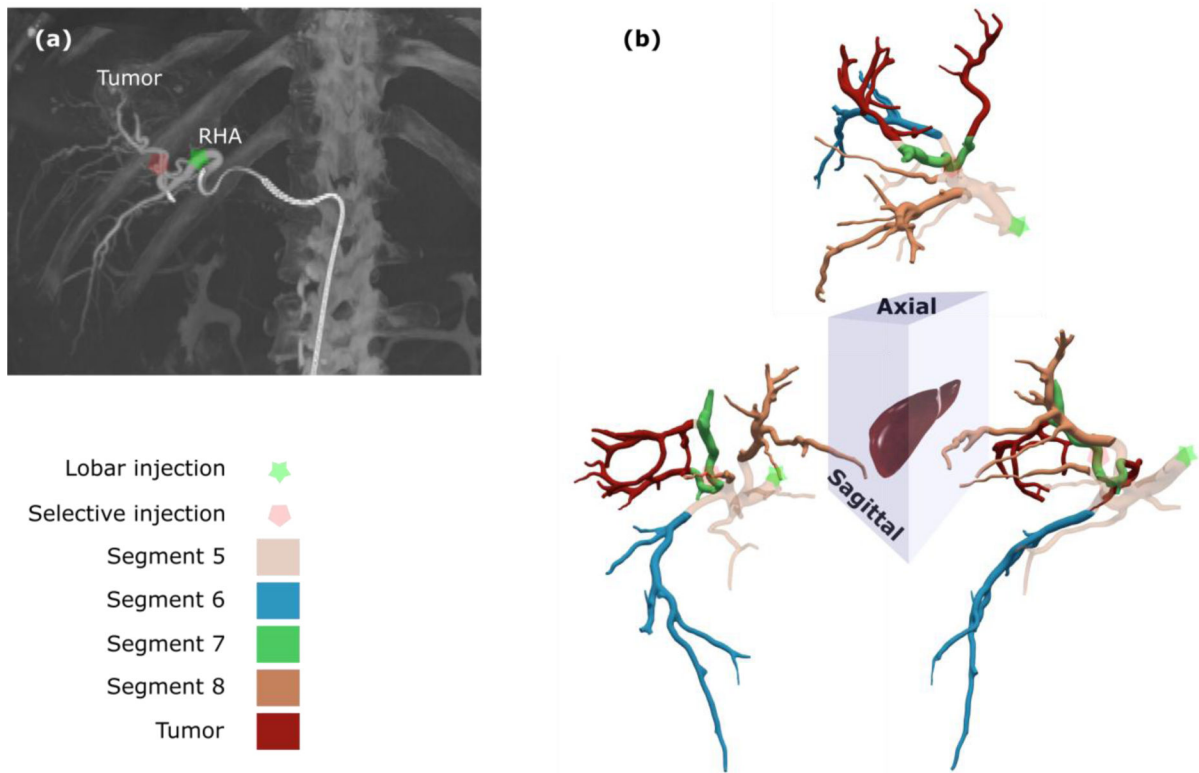 (a)
Tumor
RHA
Lobar injection
Selective injection
Segment 5
Segment 6
Segment 7
Segment 8
Tumor
(b)
Axial
Sagittal